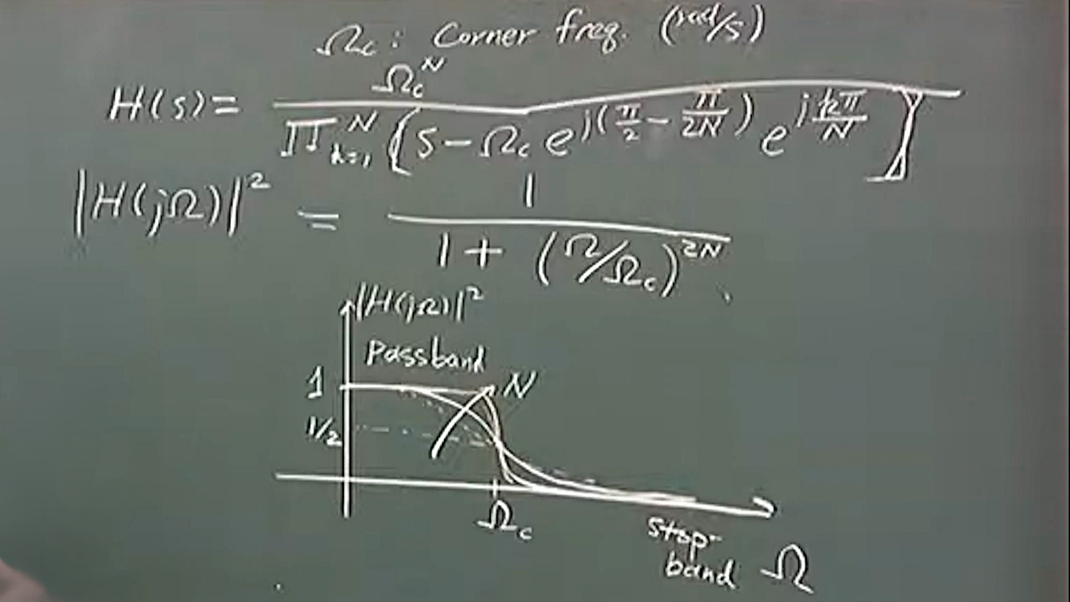 Ωc: Corner freq. (rad/s)
H(s) = Ωc^N / ∏_{k=1}^{N} [s - Ωc e^{j(π/2 - π/2N)} e^{j kπ/N}]
|H(jΩ)|² = 1 / (1 + (Ω/Ωc)^{2N})
|H(jΩ)|²
Passband
1
N
1/2
Ωc
Stop-
band
Ω